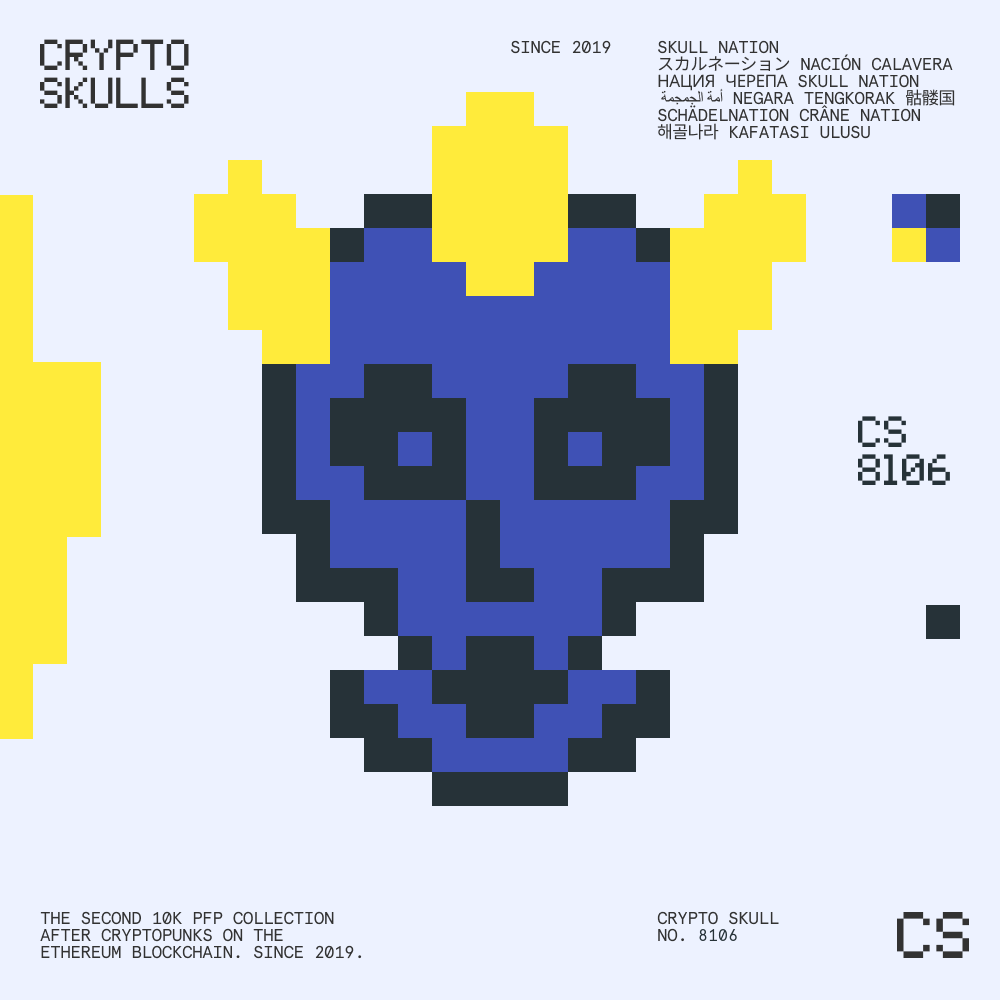 CRYPTO
SKULLS
SINCE 2019
SKULL NATION
スカルネーション NACIÓN CALAVERA
НАЦИЯ ЧЕРЕПА SKULL NATION
أمة الجمجمة NEGARA TENGKORAK 骷髅国
SCHÄDELNATION CRÂNE NATION
해골나라 KAFATASI ULUSU
CS
8106
THE SECOND 10K PFP COLLECTION
AFTER CRYPTOPUNKS ON THE
ETHEREUM BLOCKCHAIN. SINCE 2019.
CRYPTO SKULL
NO. 8106
CS